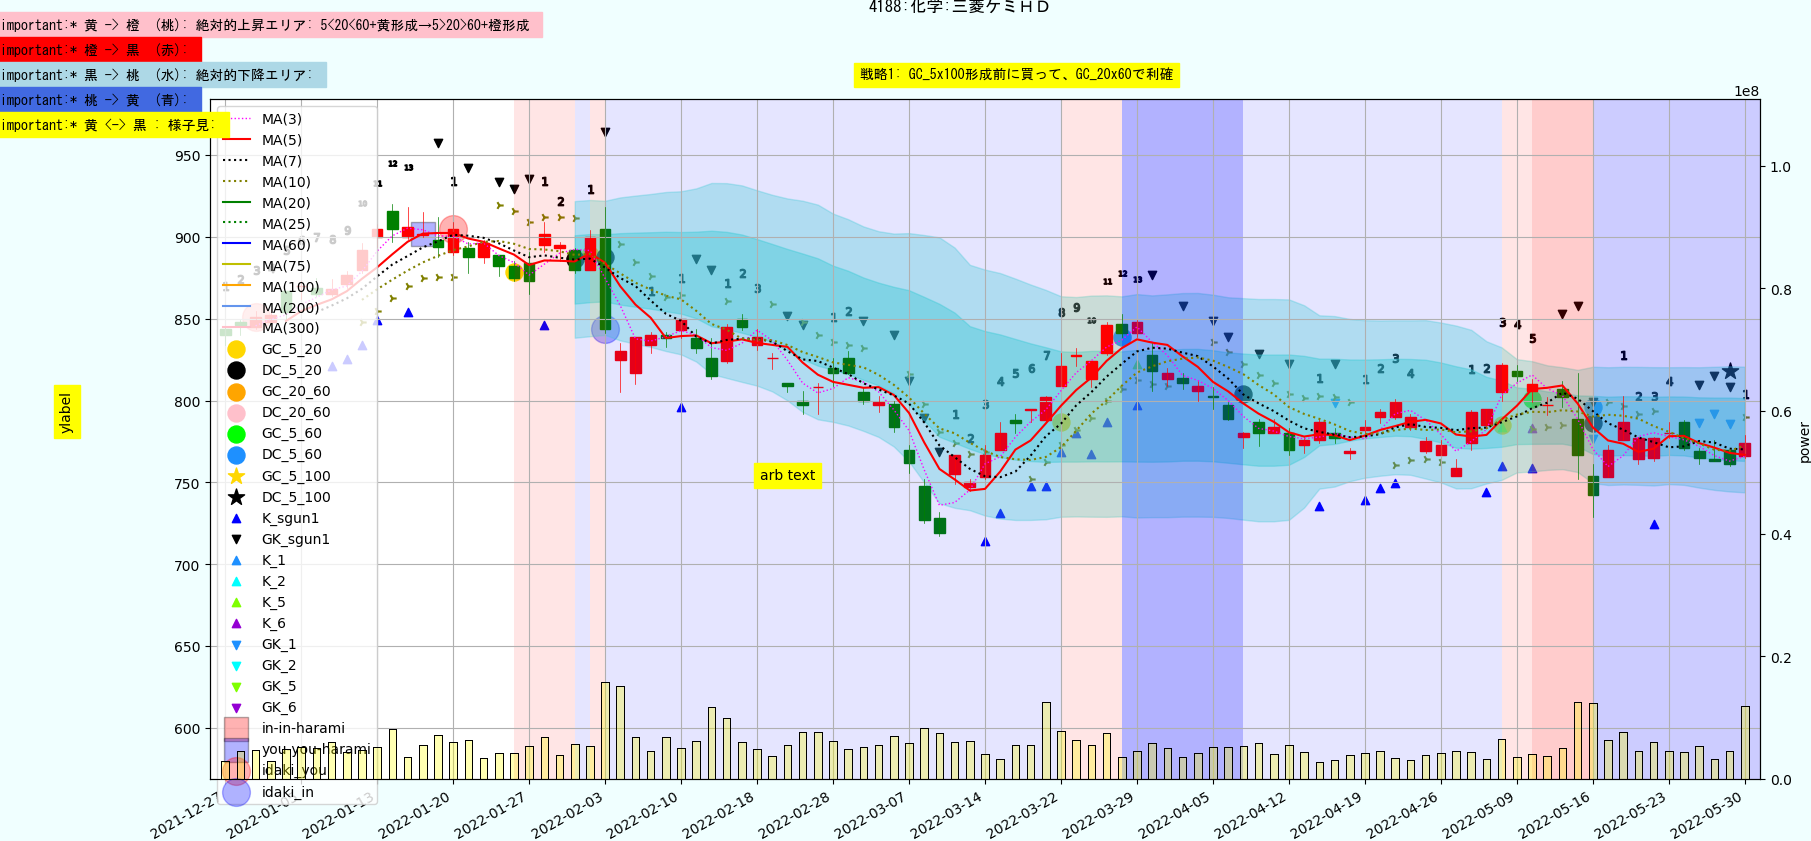 4188:化学:三菱ケミＨＤ
important:* 黄 -> 橙 (桃): 絶対的上昇エリア: 5<20<60+黄形成→5>20>60+橙形成
important:* 橙 -> 黒 (赤):
important:* 黒 -> 桃 (水): 絶対的下降エリア:
戦略1: GC_5x100形成前に買って、GC_20x60で利確
important:* 桃 -> 黄 (青):
important:* 黄 <-> 黒 : 様子見:
1e8
MA(3)
MA(5)
MA(7)
MA(10)
MA(20)
MA(25)
MA(60)
MA(75)
MA(100)
MA(200)
MA(300)
GC_5_20
DC_5_20
GC_20_60
DC_20_60
GC_5_60
DC_5_60
GC_5_100
DC_5_100
K_sgun1
GK_sgun1
K_1
K_2
K_5
K_6
GK_1
GK_2
GK_5
GK_6
in-in-harami
you-you-harami
idaki_you
idaki_in
950
900
850
800
750
700
650
600
ylabel
arb text
1.0
0.8
0.6
0.4
0.2
0.0
power
2021-12-27
2022-01-13
2022-01-20
2022-01-27
2022-02-03
2022-02-10
2022-02-18
2022-02-28
2022-03-07
2022-03-14
2022-03-22
2022-03-29
2022-04-05
2022-04-12
2022-04-19
2022-04-26
2022-05-09
2022-05-16
2022-05-23
2022-05-30